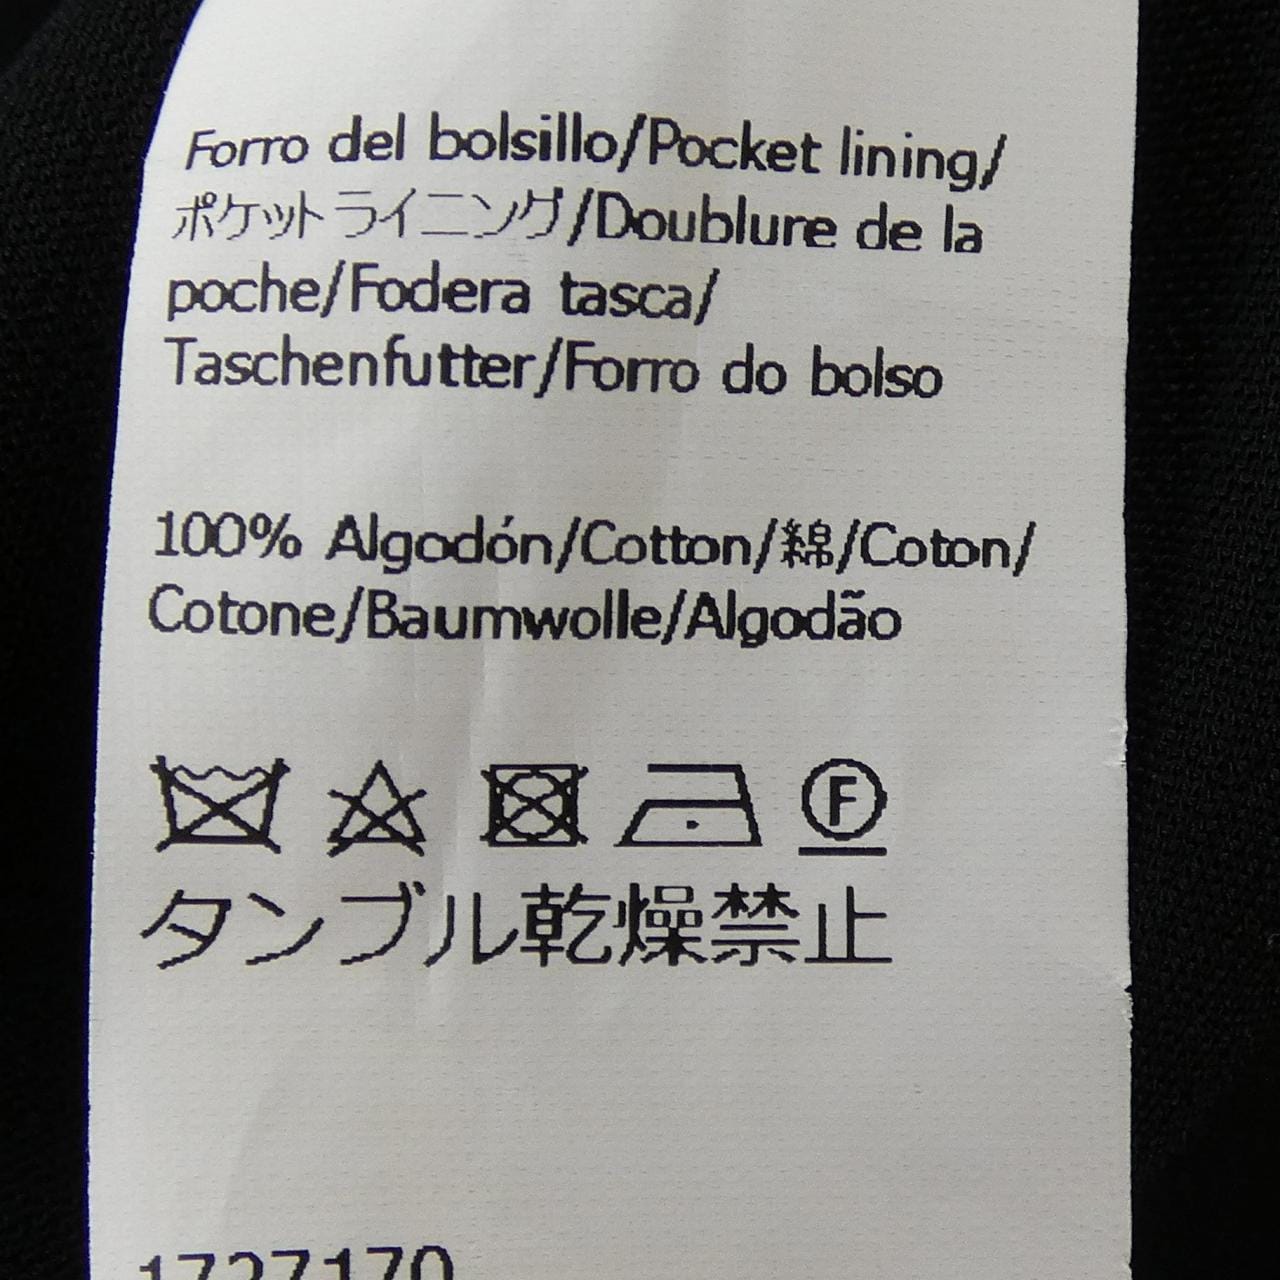 Forro del bolsillo/Pocket lining/
ポケットライニング/Doublure de la
poche/Fodera tasca/
Taschenfutter/Forro do bolso
100% Algodón/Cotton/綿/Coton/
Cotone/Baumwolle/Algodão
F
タンブル乾燥禁止
1727170